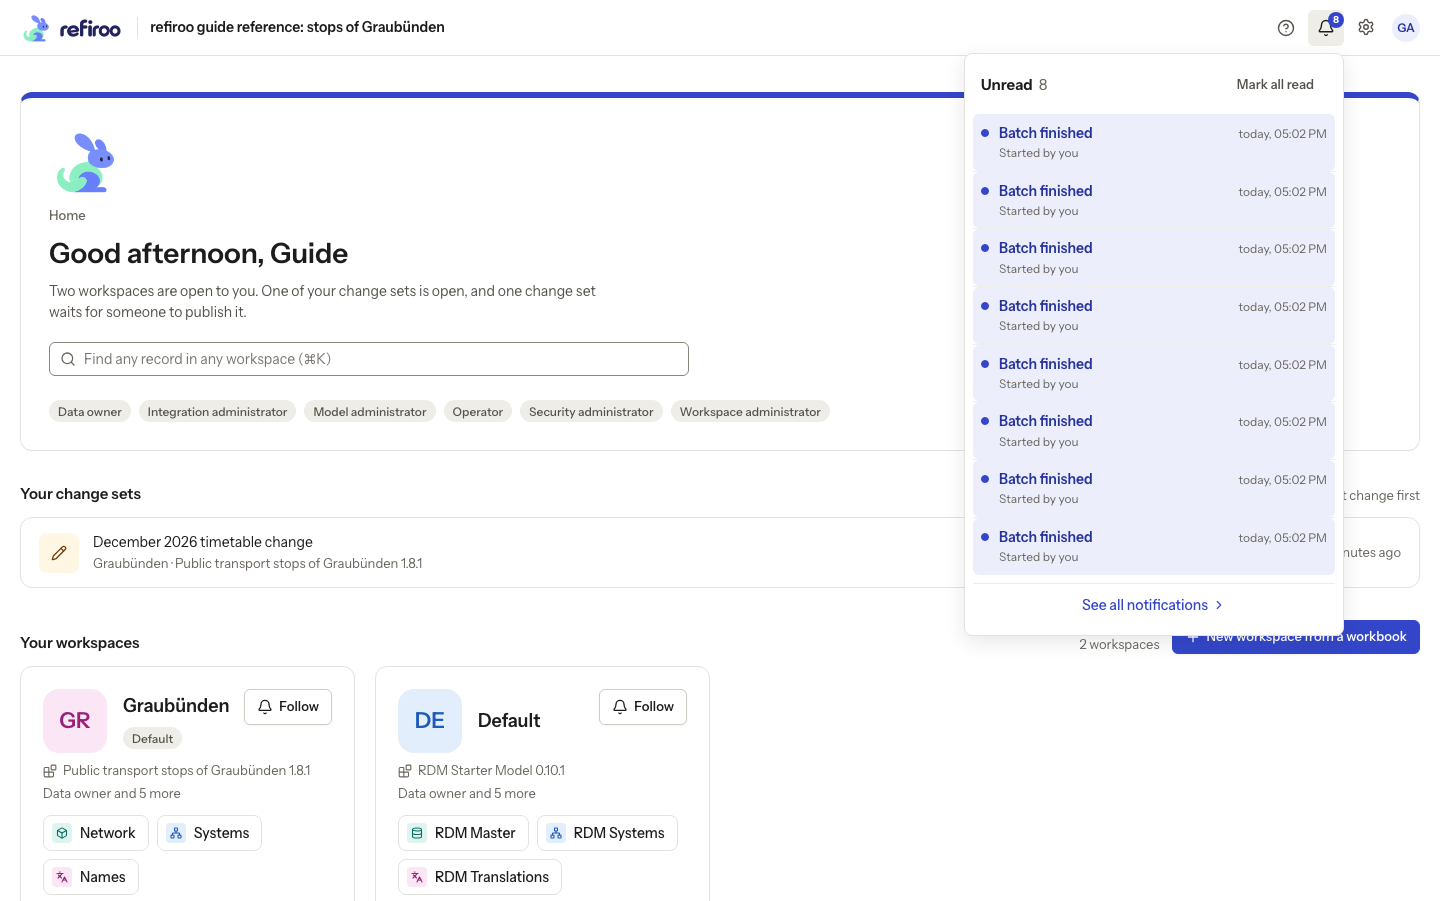 refiroo
refiroo guide reference: stops of Graubünden
8
GA
Unread 8
Mark all read
Batch finished
today, 05:02 PM
Started by you
Batch finished
today, 05:02 PM
Started by you
Batch finished
today, 05:02 PM
Started by you
Batch finished
today, 05:02 PM
Started by you
Batch finished
today, 05:02 PM
Started by you
Batch finished
today, 05:02 PM
Started by you
Batch finished
today, 05:02 PM
Started by you
Batch finished
today, 05:02 PM
Started by you
See all notifications
Home
Good afternoon, Guide
Two workspaces are open to you. One of your change sets is open, and one change set
waits for someone to publish it.
Find any record in any workspace (⌘K)
Data owner
Integration administrator
Model administrator
Operator
Security administrator
Workspace administrator
Your change sets
t change first
December 2026 timetable change
Graubünden · Public transport stops of Graubünden 1.8.1
nutes ago
Your workspaces
2 workspaces
New workspace from a workbook
GR
Graubünden
Default
Follow
Public transport stops of Graubünden 1.8.1
Data owner and 5 more
Network
Systems
Names
DE
Default
Follow
RDM Starter Model 0.10.1
Data owner and 5 more
RDM Master
RDM Systems
RDM Translations